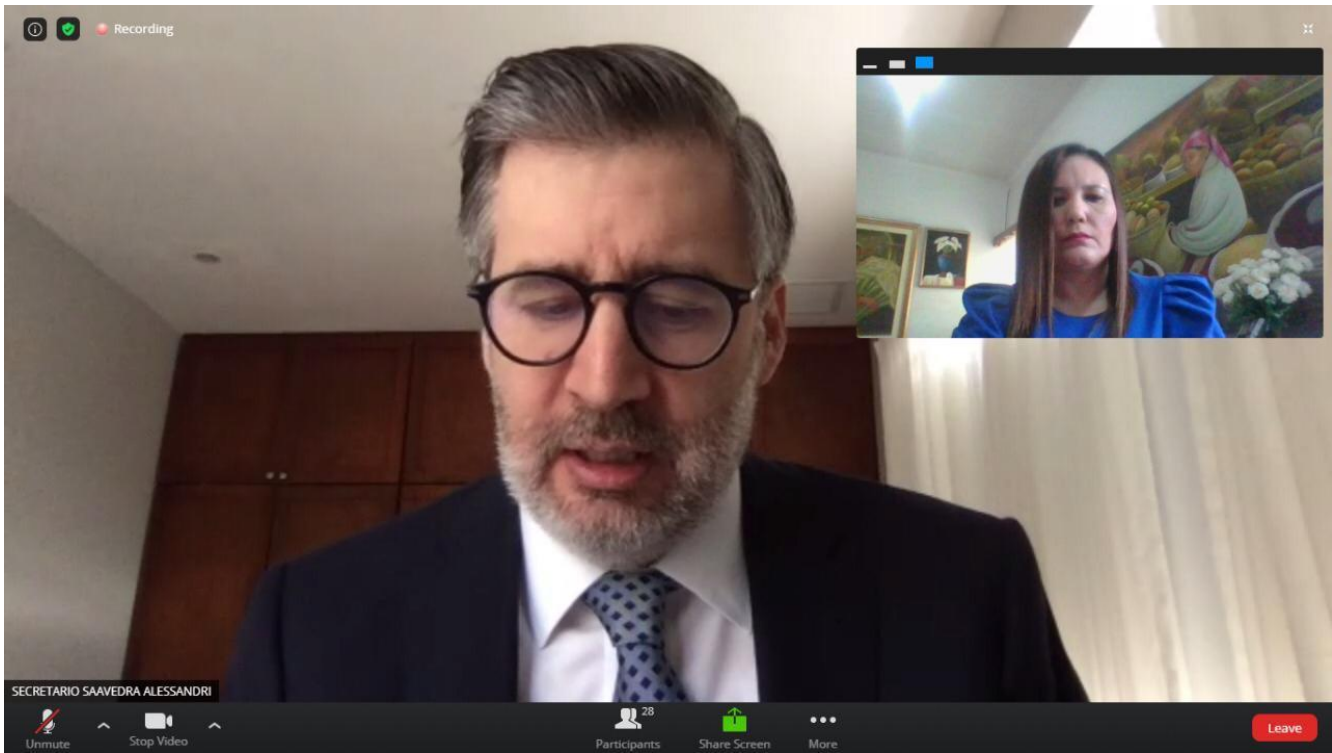 Recording
SECRETARIO SAAVEDRA ALESSANDRI
Unmute
Stop Video
28
Participants
Share Screen
More
Leave